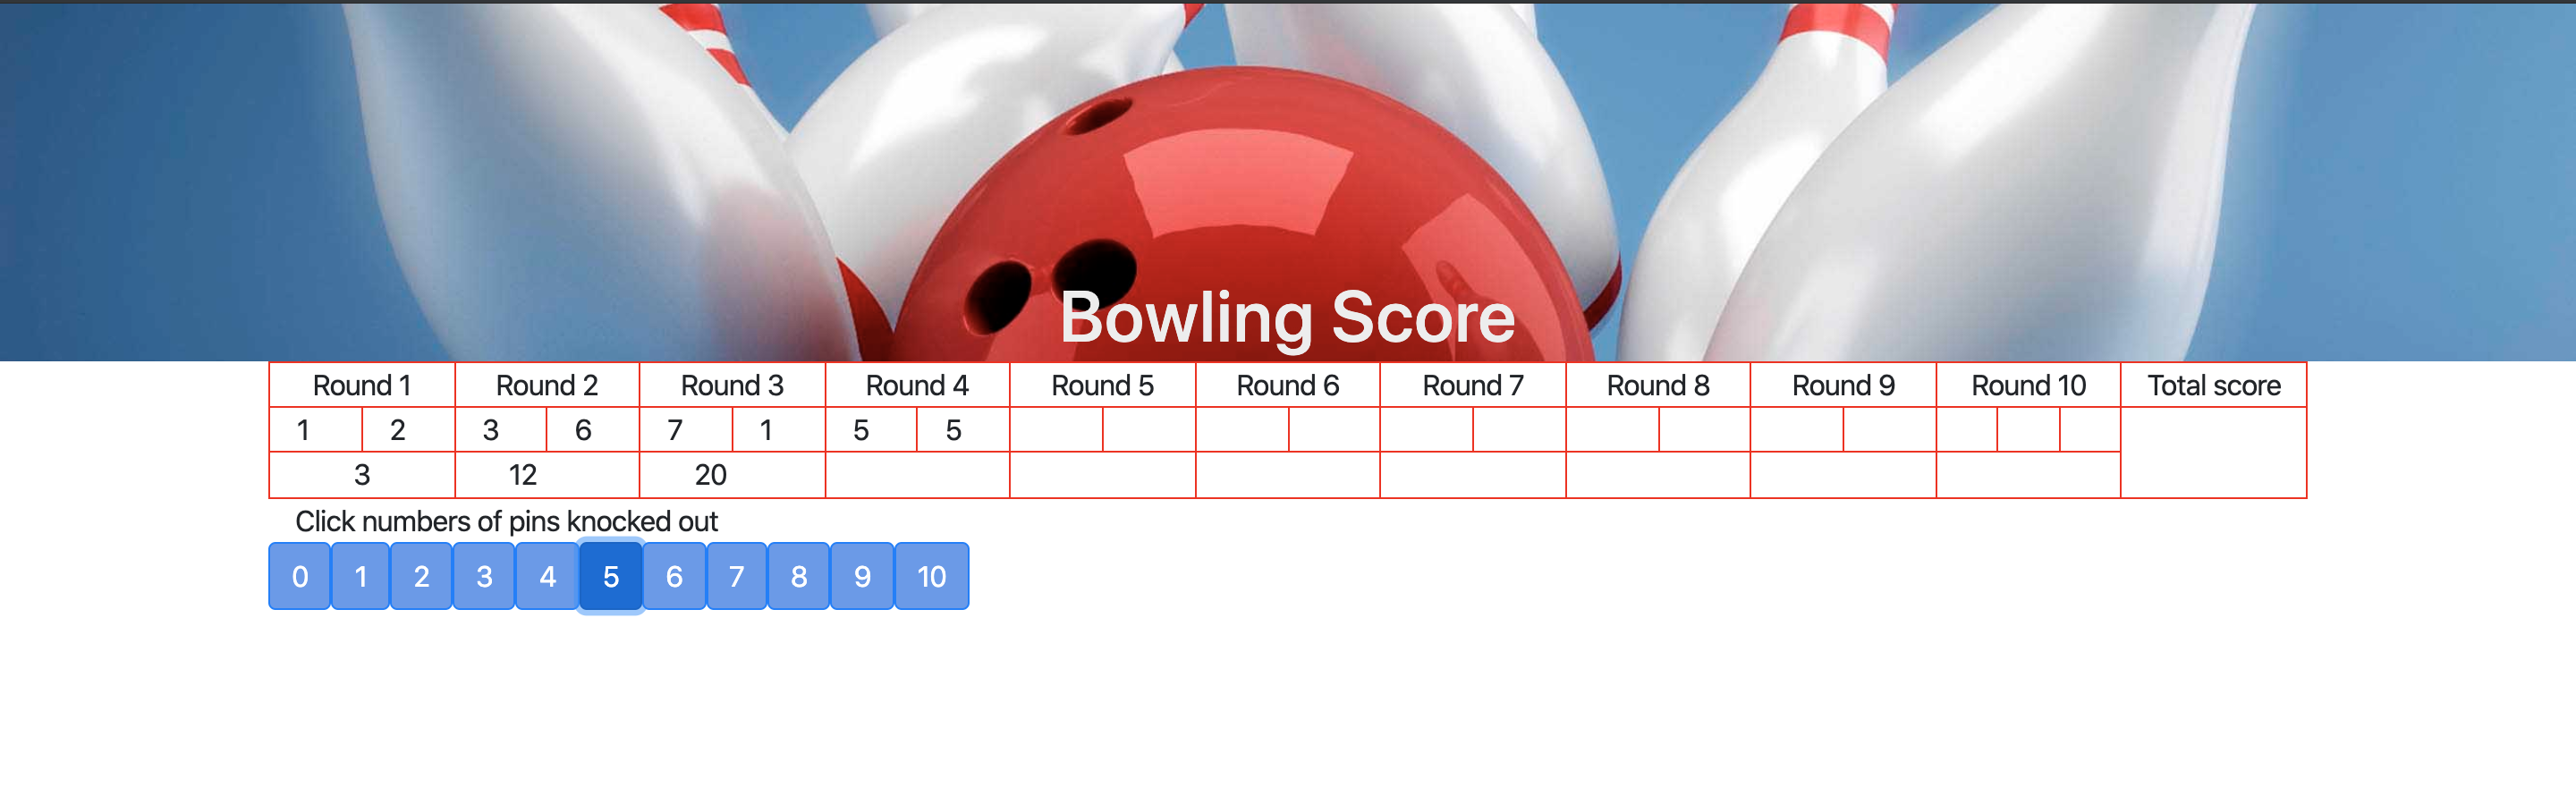 Bowling Score
Round 1 Round 2 Round 3 Round 4 Round 5 Round 6 Round 7 Round 8 Round 9 Round 10 Total score
1 2 3 6 7 1 5 5
3 12 20
Click numbers of pins knocked out
0 1 2 3 4 5 6 7 8 9 10